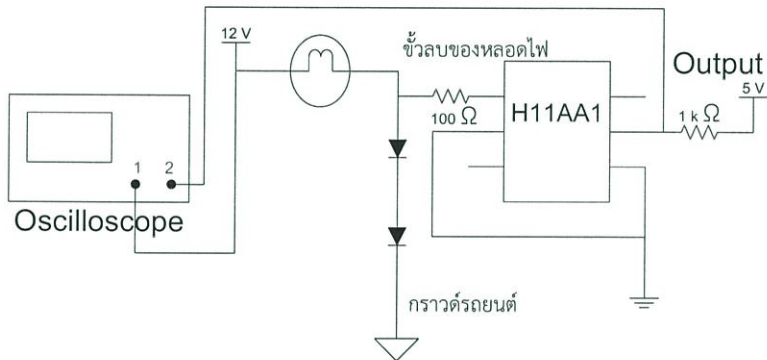 12 V
ขั้วลบของหลอดไฟ
Output
5 V
H11AA1
100 Ω
1 k Ω
1 2
Oscilloscope
กราวด์รถยนต์